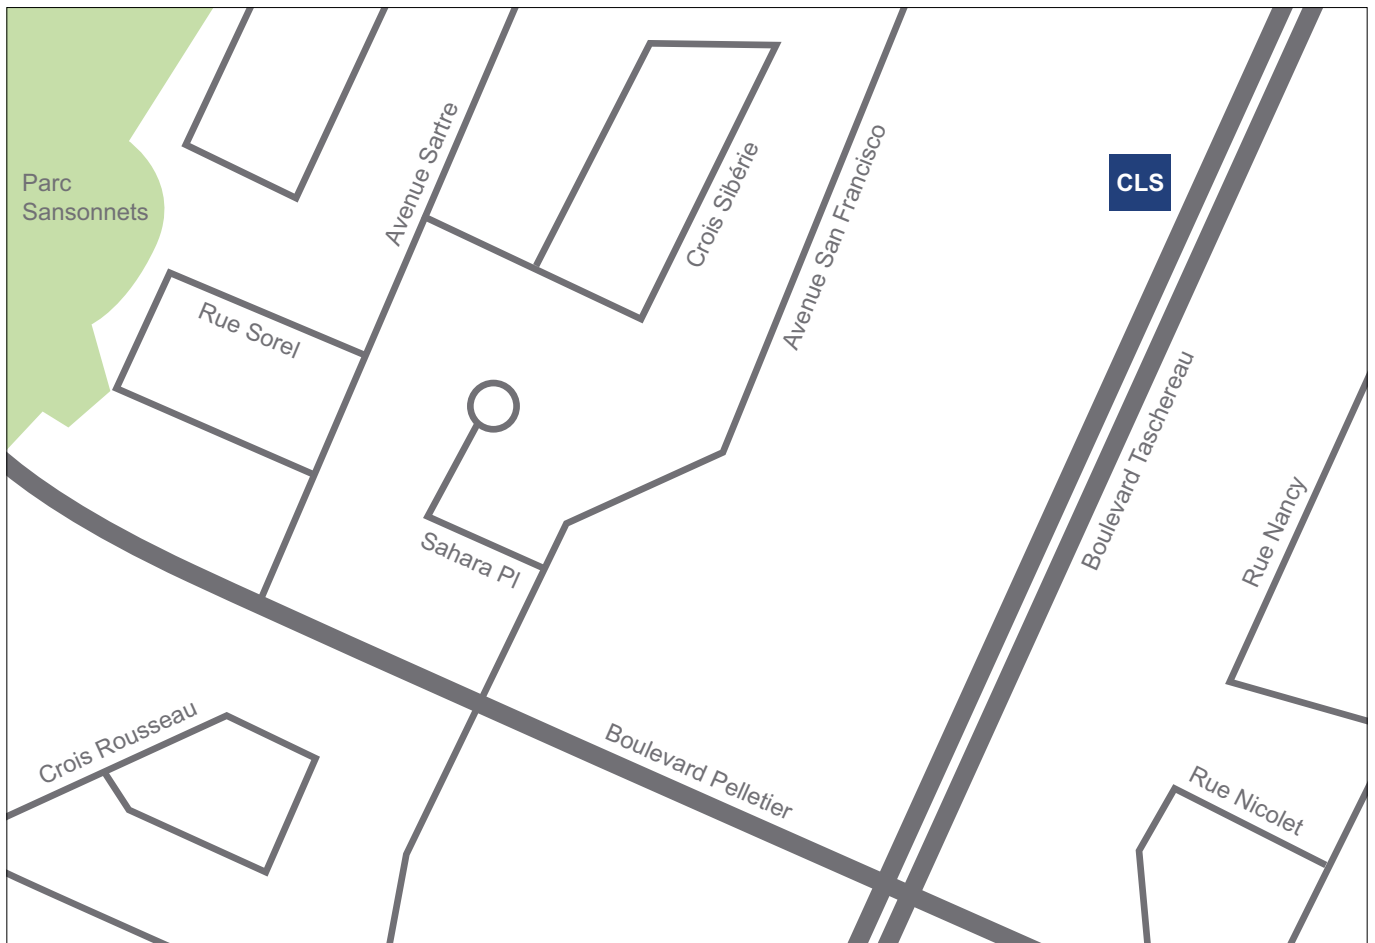 Parc
Sansonnets
Avenue Sartre
Crois Sibérie
Avenue San Francisco
CLS
Rue Sorel
Sahara Pl
Boulevard Taschereau
Rue Nancy
Crois Rousseau
Boulevard Pelletier
Rue Nicolet